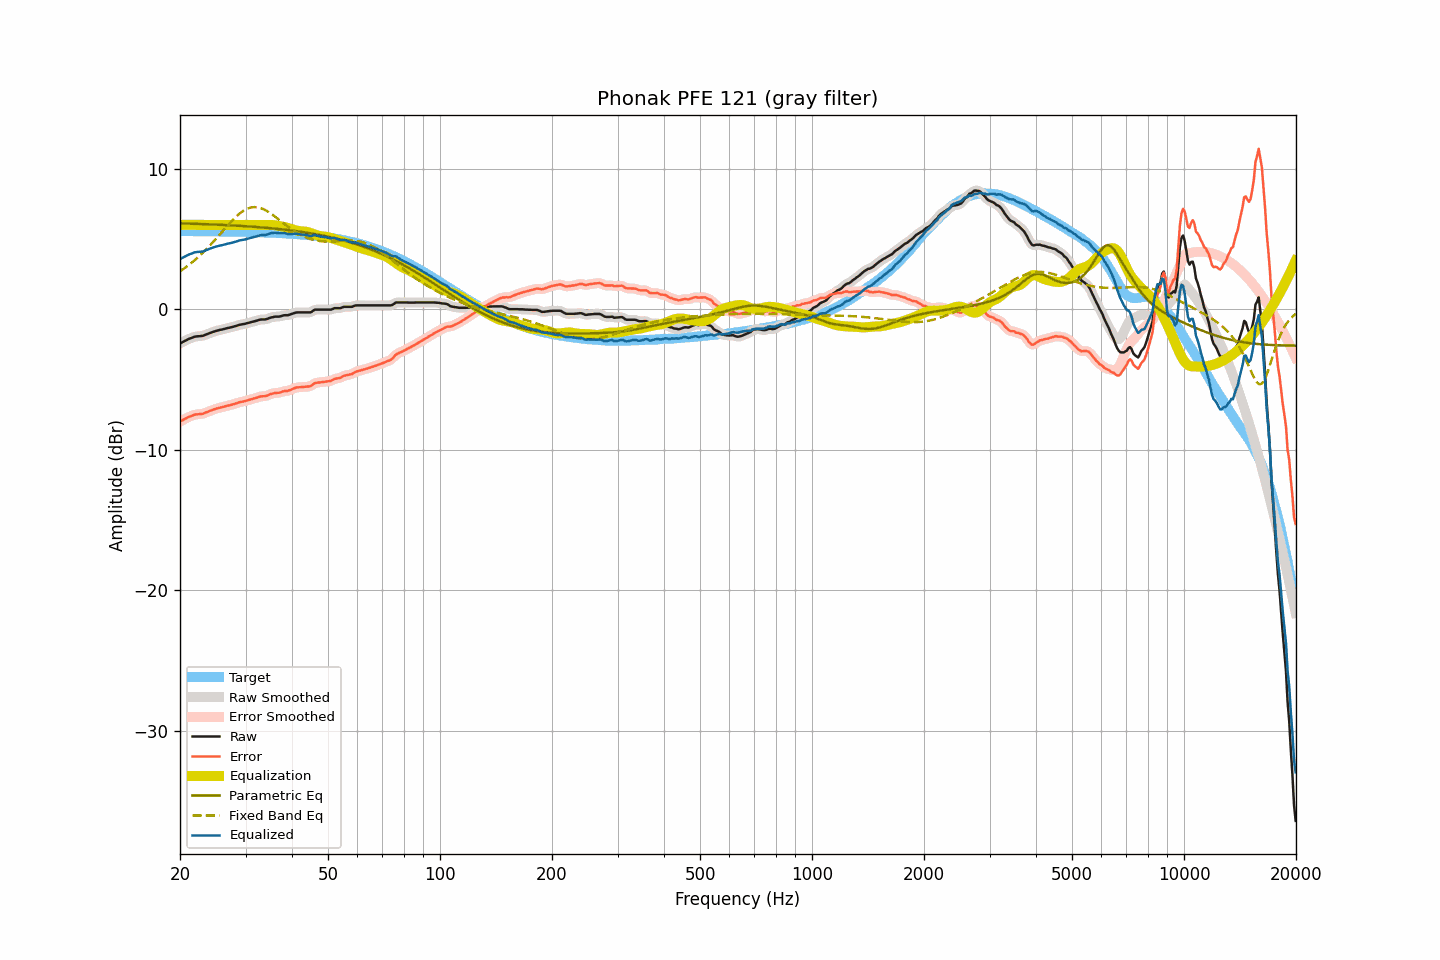 Phonak PFE 121 (gray filter)
10
0
−10
−20
−30
Amplitude (dBr)
Target
Raw Smoothed
Error Smoothed
Raw
Error
Equalization
Parametric Eq
Fixed Band Eq
Equalized
20 50 100 200 500 1000 2000 5000 10000 20000
Frequency (Hz)